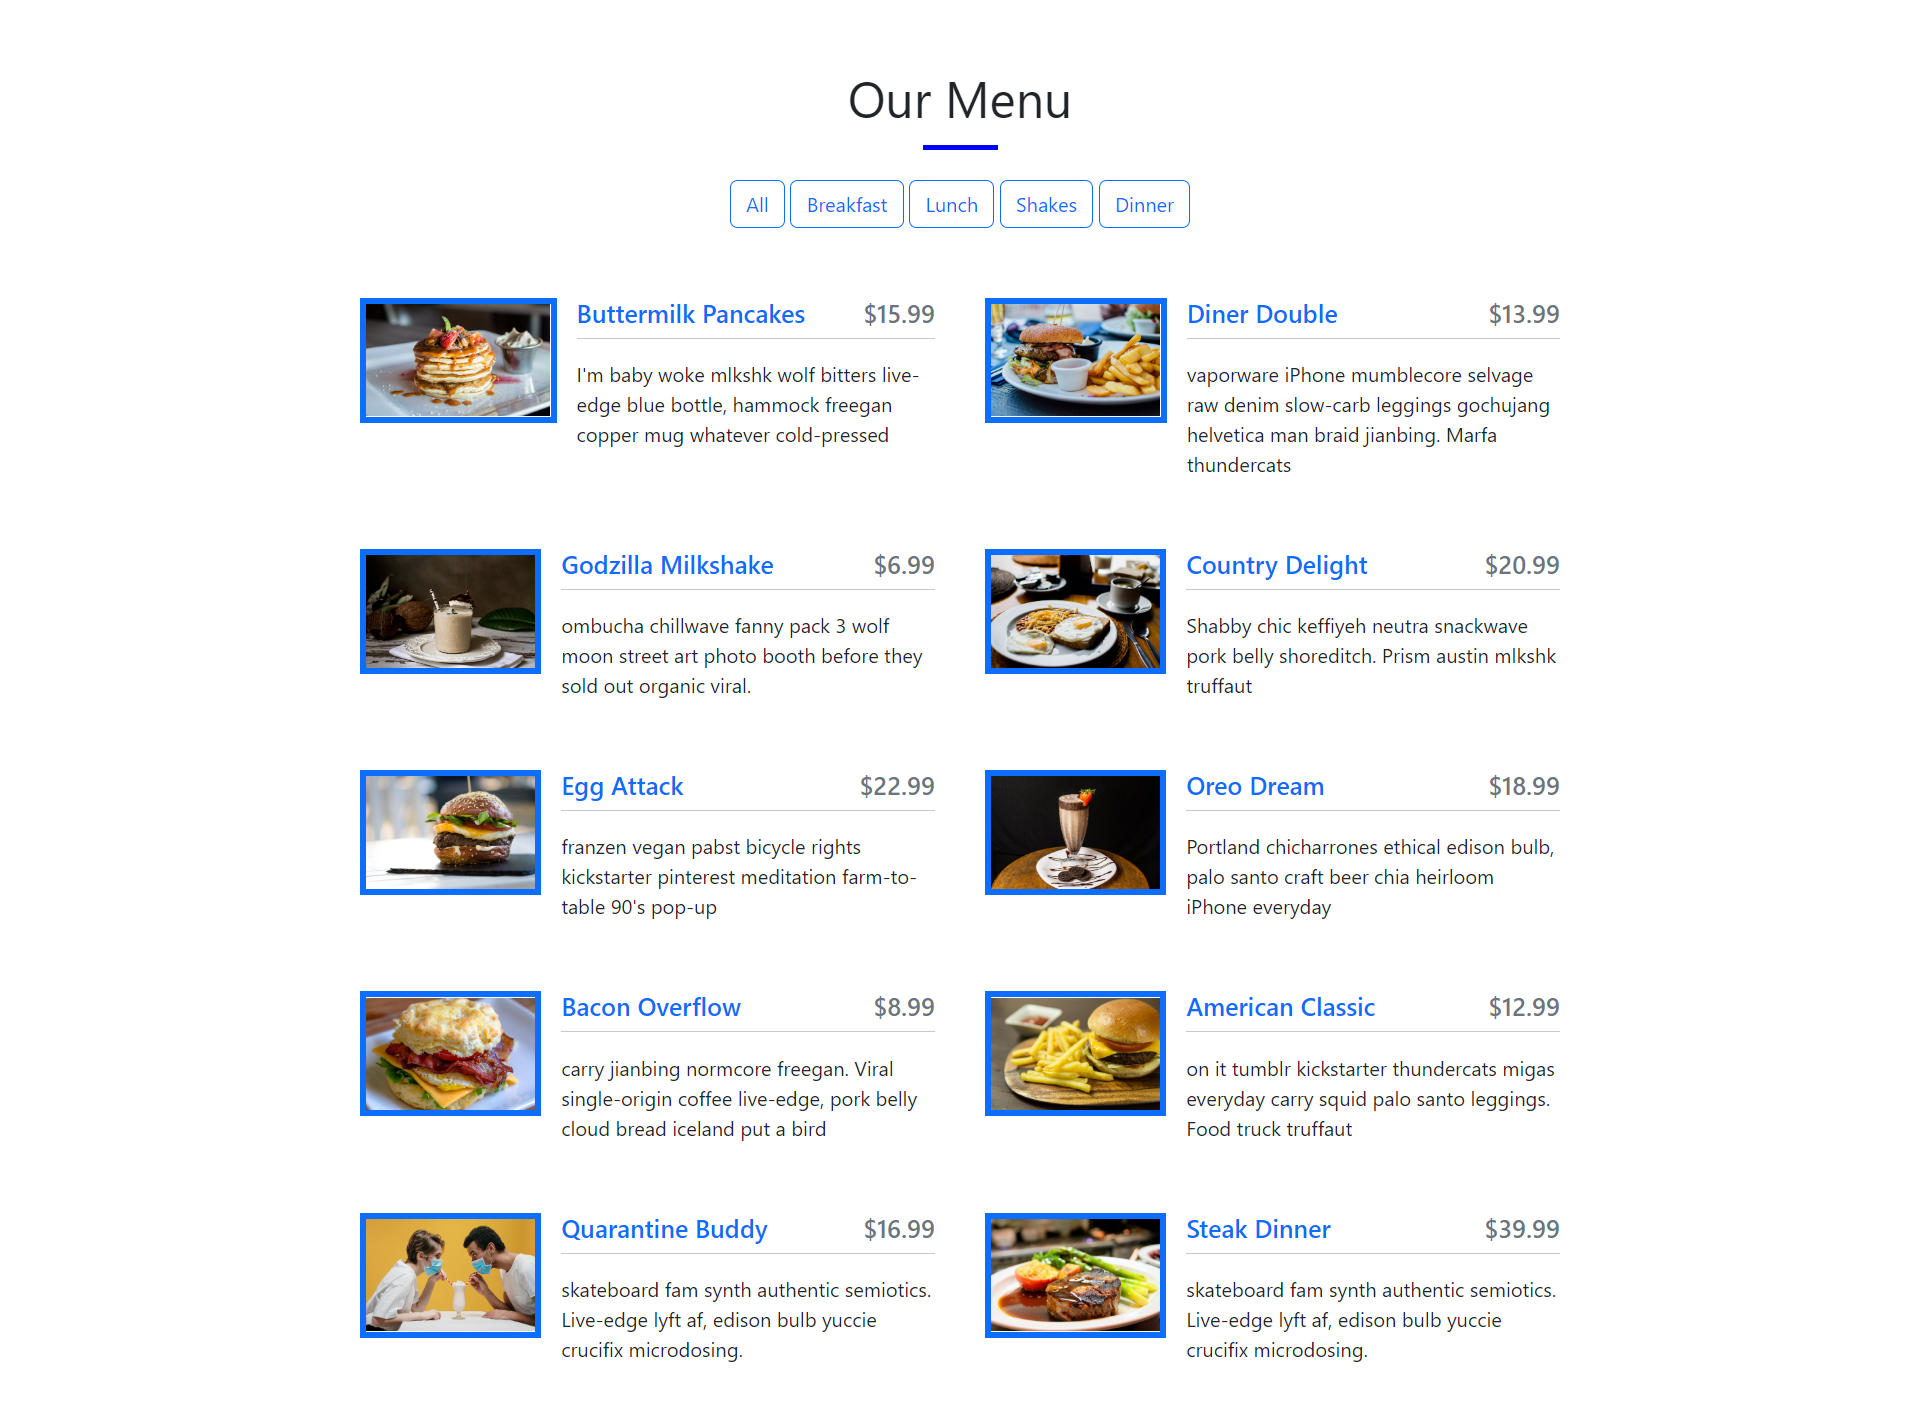 Our Menu
All Breakfast Lunch Shakes Dinner
Buttermilk Pancakes $15.99
I'm baby woke mlkshk wolf bitters live-
edge blue bottle, hammock freegan
copper mug whatever cold-pressed
Diner Double $13.99
vaporware iPhone mumblecore selvage
raw denim slow-carb leggings gochujang
helvetica man braid jianbing. Marfa
thundercats
Godzilla Milkshake $6.99
ombucha chillwave fanny pack 3 wolf
moon street art photo booth before they
sold out organic viral.
Country Delight $20.99
Shabby chic keffiyeh neutra snackwave
pork belly shoreditch. Prism austin mlkshk
truffaut
Egg Attack $22.99
franzen vegan pabst bicycle rights
kickstarter pinterest meditation farm-to-
table 90's pop-up
Oreo Dream $18.99
Portland chicharrones ethical edison bulb,
palo santo craft beer chia heirloom
iPhone everyday
Bacon Overflow $8.99
carry jianbing normcore freegan. Viral
single-origin coffee live-edge, pork belly
cloud bread iceland put a bird
American Classic $12.99
on it tumblr kickstarter thundercats migas
everyday carry squid palo santo leggings.
Food truck truffaut
Quarantine Buddy $16.99
skateboard fam synth authentic semiotics.
Live-edge lyft af, edison bulb yuccie
crucifix microdosing.
Steak Dinner $39.99
skateboard fam synth authentic semiotics.
Live-edge lyft af, edison bulb yuccie
crucifix microdosing.